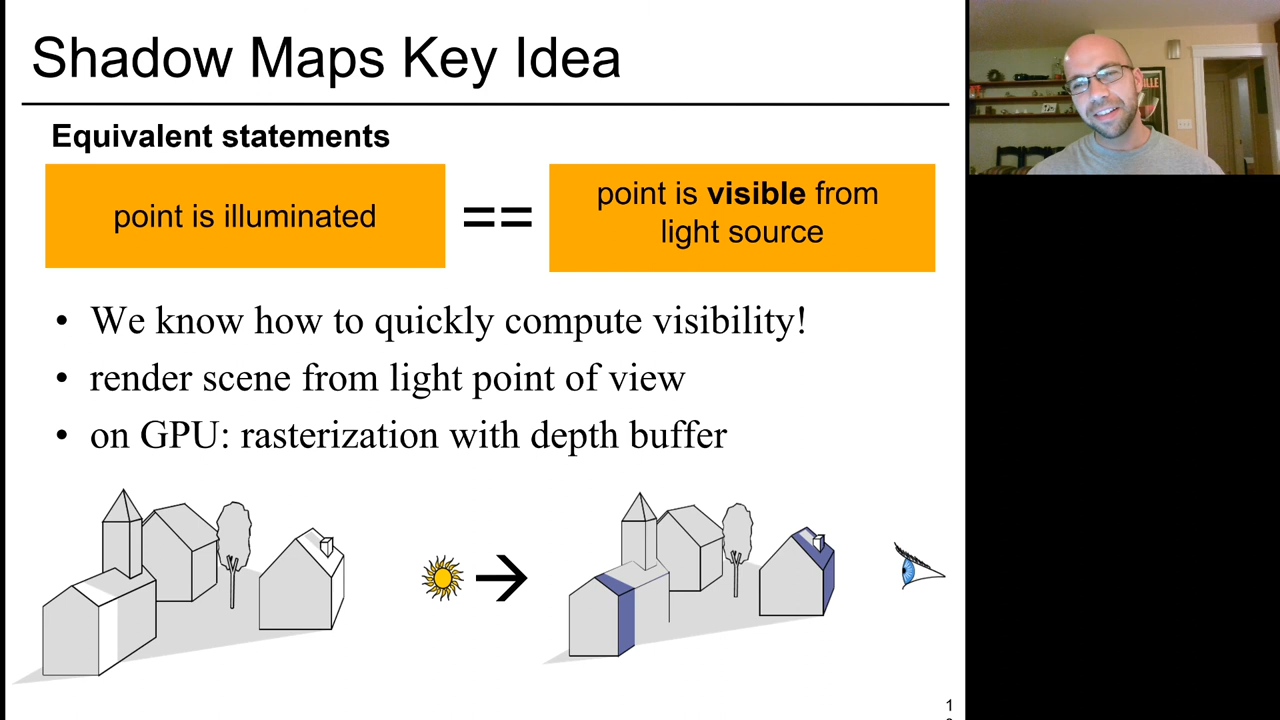 Shadow Maps Key Idea
Equivalent statements
point is illuminated
==
point is visible from
light source
• We know how to quickly compute visibility!
• render scene from light point of view
• on GPU: rasterization with depth buffer
1